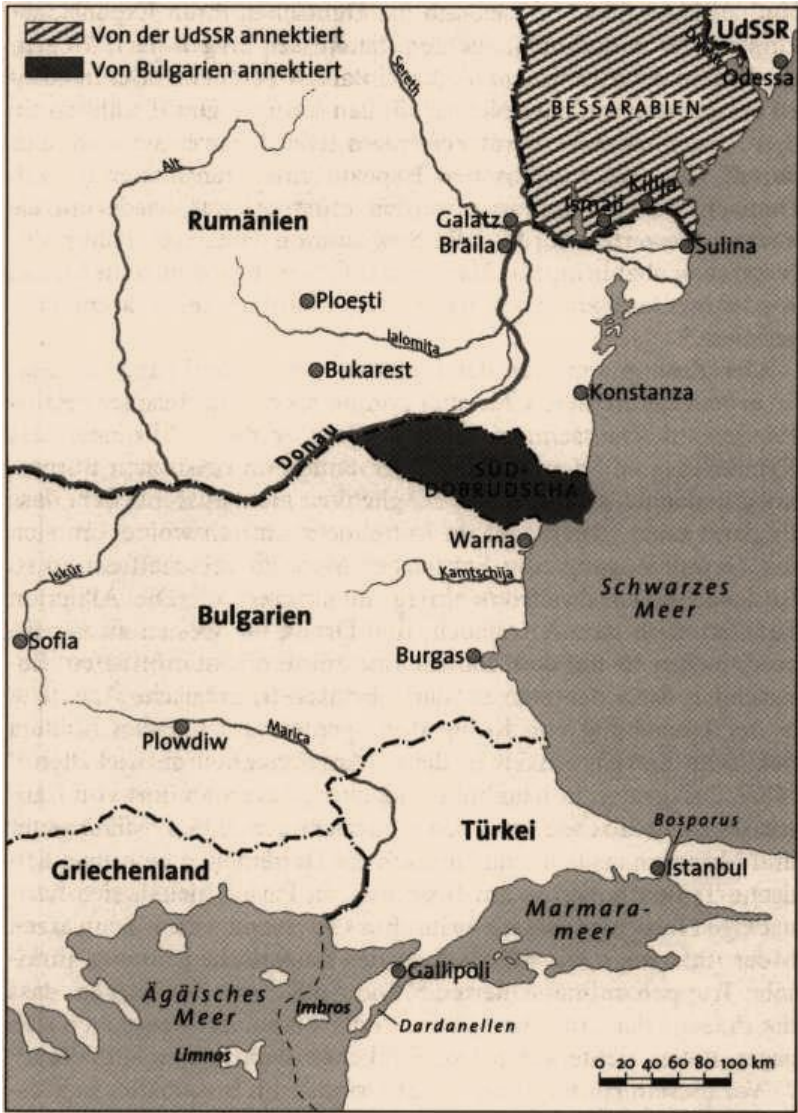 Von der UdSSR annektiert
Von Bulgarien annektiert
UdSSR
Odessa
Sereth
BESSARABIEN
Alt
Kilija
Ismail
Rumänien
Galatz
Brăila
Sulina
Ploeşti
Ialomita
Bukarest
Konstanza
Donau
SÜD-
DOBRUDSCHA
Warna
Iskŭr
Kamtschija
Schwarzes
Meer
Bulgarien
Sofia
Burgas
Plowdiw
Marica
Türkei
Bosporus
Griechenland
Istanbul
Marmara-
meer
Gallipoli
Ägäisches
Meer
Imbros
Dardanellen
Limnos
0 20 40 60 80 100 km